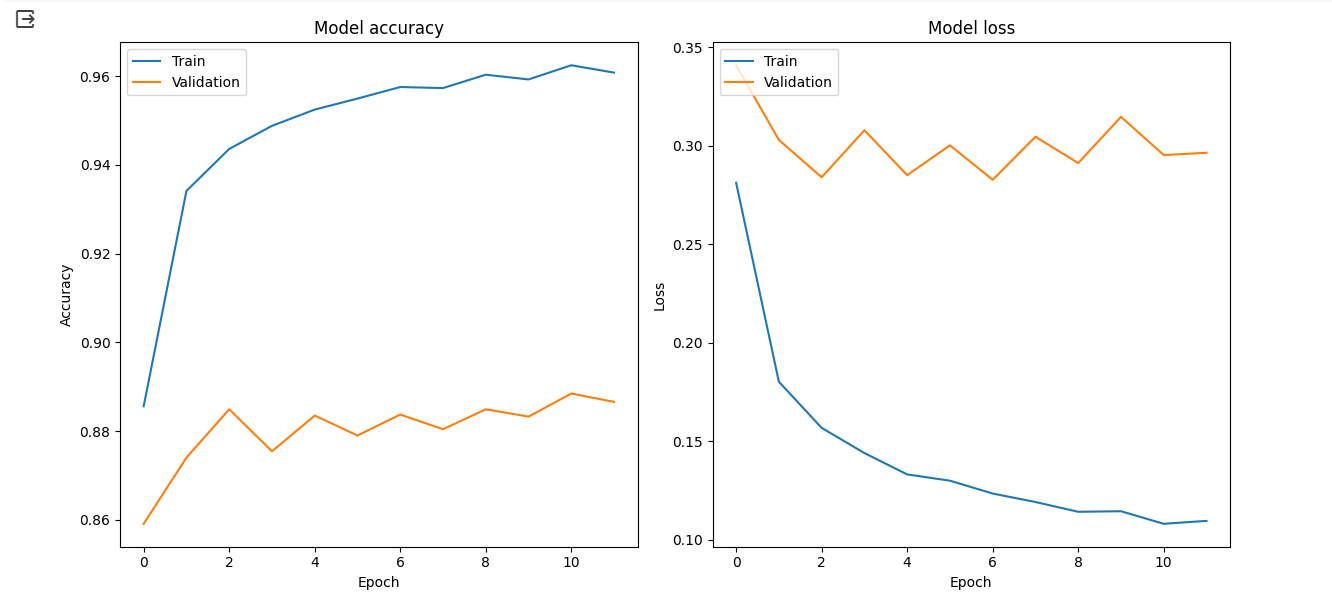 Model accuracy
Train
Validation
0.96
0.94
0.92
0.90
0.88
0.86
Accuracy
0 2 4 6 8 10
Epoch
Model loss
Train
Validation
0.35
0.30
0.25
0.20
0.15
0.10
Loss
0 2 4 6 8 10
Epoch